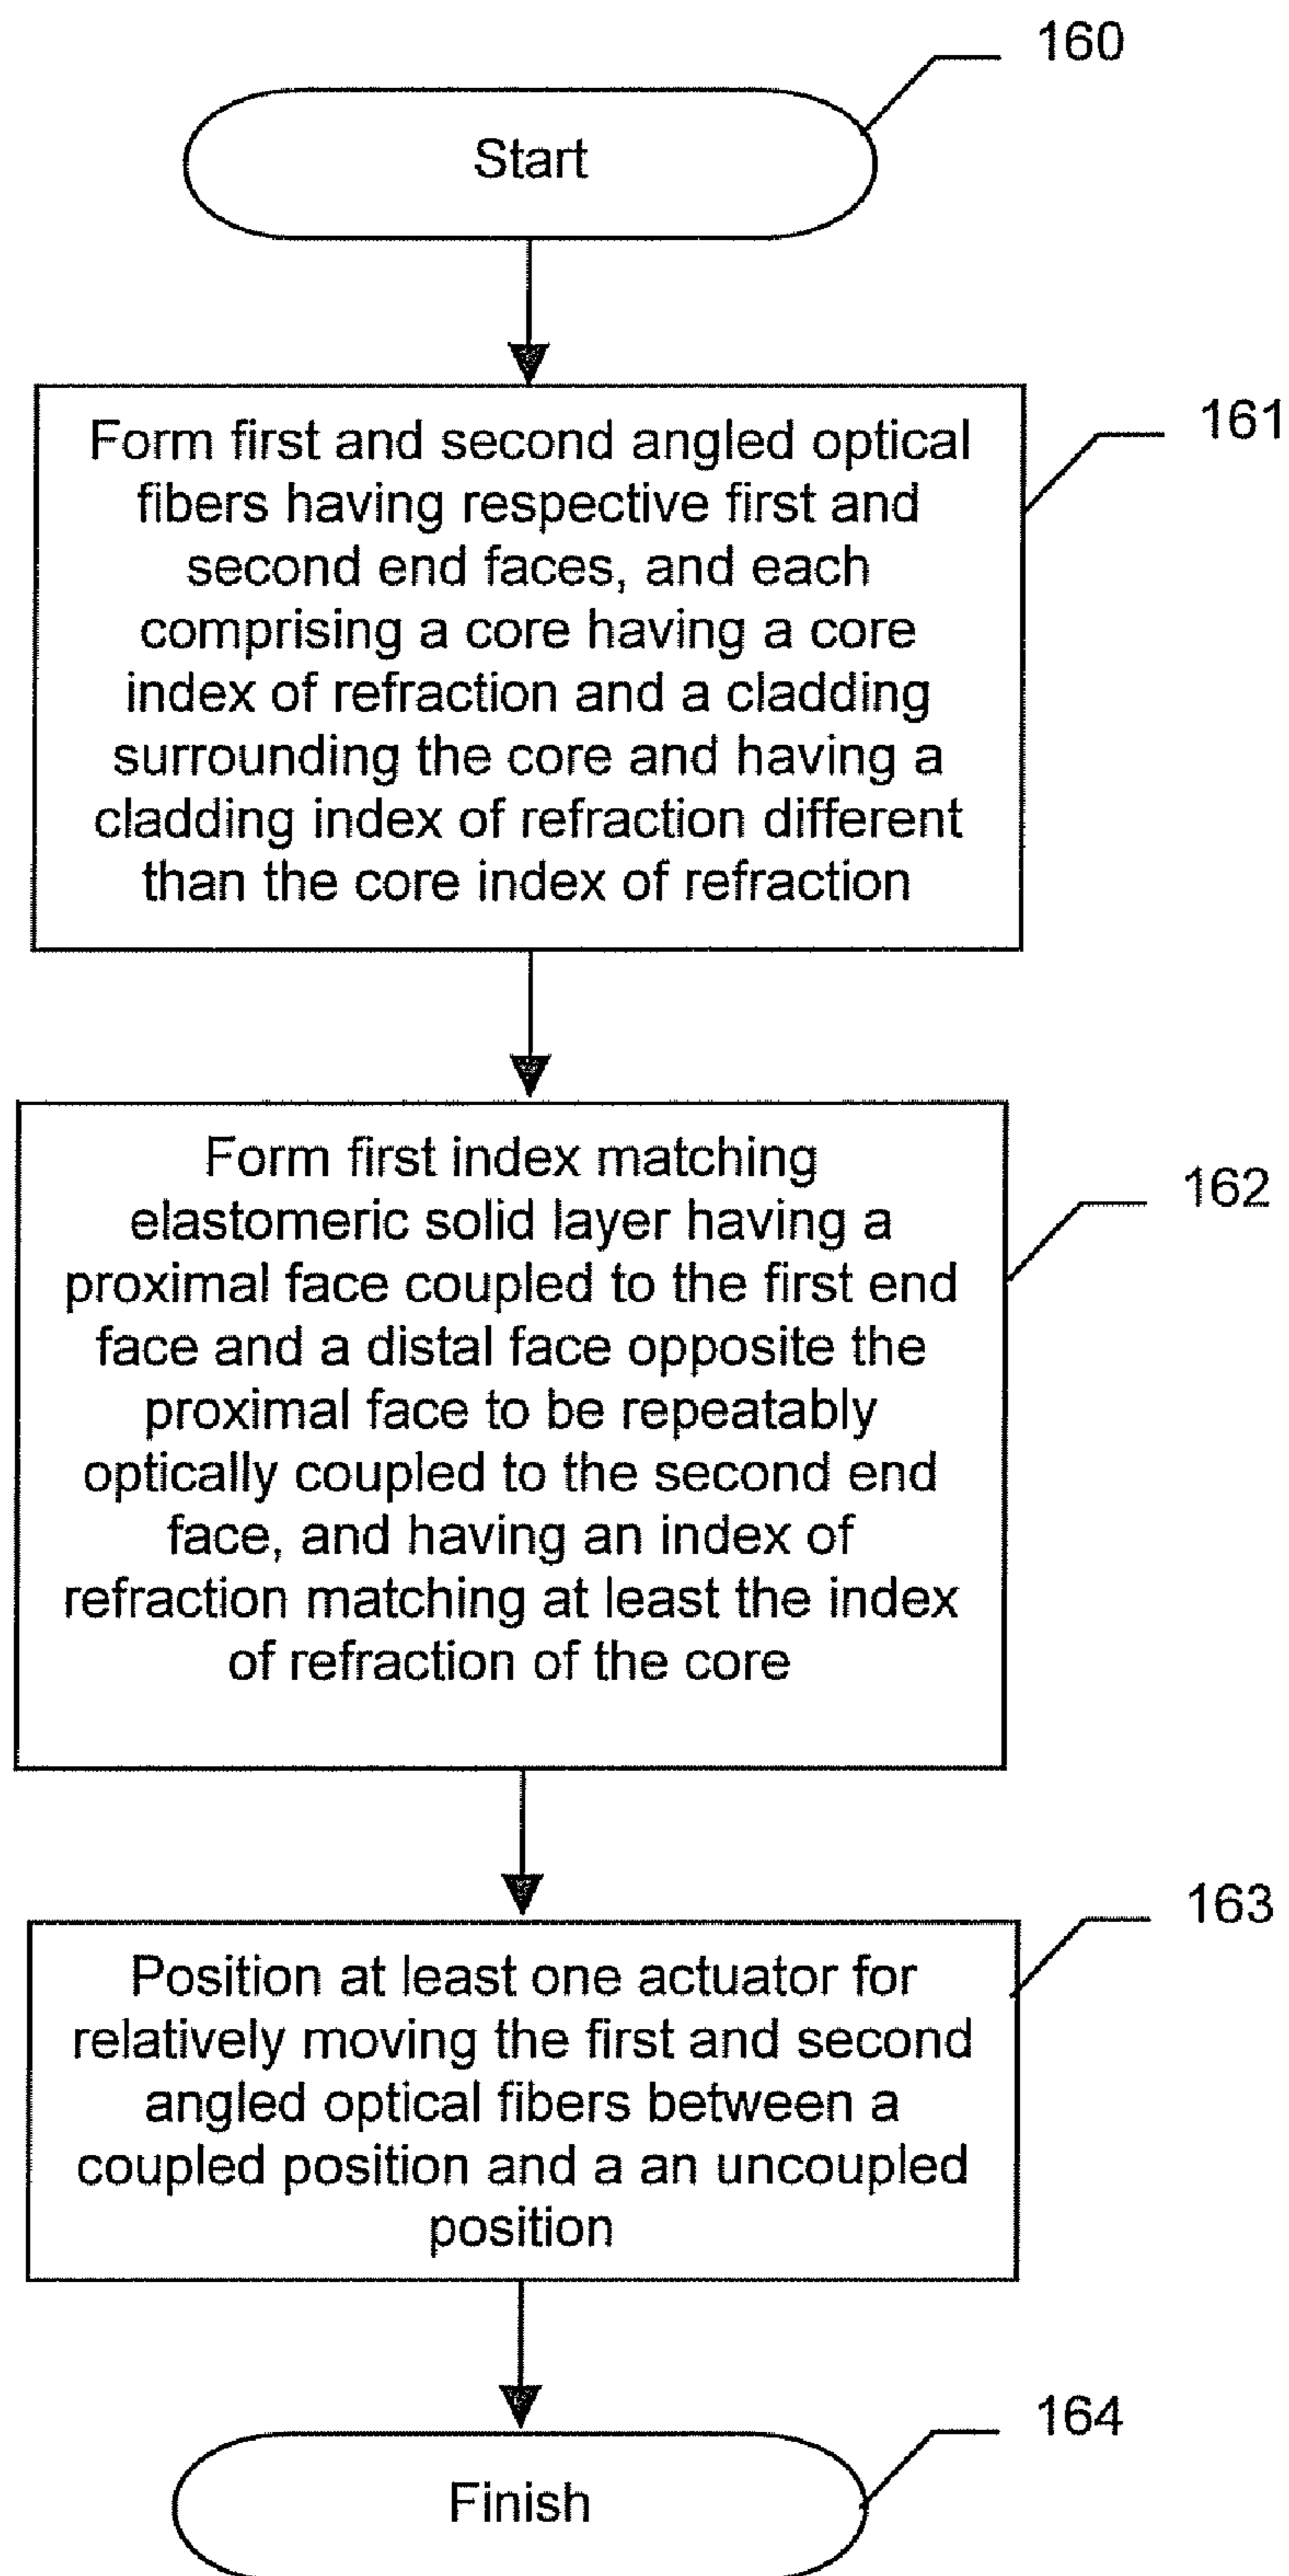 160
Start
161
Form first and second angled optical
fibers having respective first and
second end faces, and each
comprising a core having a core
index of refraction and a cladding
surrounding the core and having a
cladding index of refraction different
than the core index of refraction
162
Form first index matching
elastomeric solid layer having a
proximal face coupled to the first end
face and a distal face opposite the
proximal face to be repeatably
optically coupled to the second end
face, and having an index of
refraction matching at least the index
of refraction of the core
163
Position at least one actuator for
relatively moving the first and second
angled optical fibers between a
coupled position and a an uncoupled
position
164
Finish